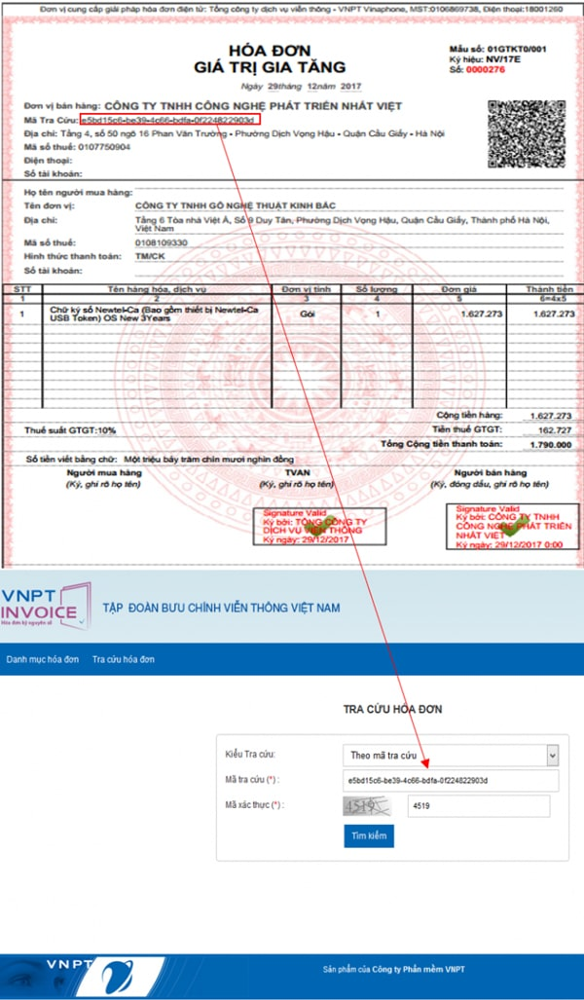 Đơn vị cung cấp giải pháp hóa đơn điện tử: Tổng công ty dịch vụ viễn thông - VNPT Vinaphone, MST:0106869738, Điện thoại:18001260
HÓA ĐƠN
GIÁ TRỊ GIA TĂNG
Ngày 29tháng 12năm 2017
Mẫu số: 01GTKT0/001
Ký hiệu: NV/17E
Số: 0000276
Đơn vị bán hàng: CÔNG TY TNHH CÔNG NGHỆ PHÁT TRIỂN NHẤT VIỆT
Mã Tra Cứu: e5bd15c6-be39-4c66-bdfa-0f224822903d
Địa chỉ: Tầng 4, số 50 ngõ 16 Phan Văn Trường - Phường Dịch Vọng Hậu - Quận Cầu Giấy - Hà Nội
Mã số thuế: 0107750904
Điện thoại:
Số tài khoản:
Họ tên người mua hàng:
Tên đơn vị: CÔNG TY TNHH GỖ NGHỆ THUẬT KINH BẮC
Địa chỉ: Tầng 6 Tòa nhà Việt Á, Số 9 Duy Tân, Phường Dịch Vọng Hậu, Quận Cầu Giấy, Thành phố Hà Nội, Việt Nam
Mã số thuế: 0108109330
Hình thức thanh toán: TM/CK
Số tài khoản:
STT Tên hàng hóa, dịch vụ Đơn vị tính Số lượng Đơn giá Thành tiền
1 2 3 4 5 6=4x5
1 Chữ ký số Newtel-Ca (Bao gồm thiết bị Newtel-Ca USB Token) OS New 3Years Gói 1 1.627.273 1.627.273
Cộng tiền hàng: 1.627.273
Thuế suất GTGT:10% Tiền thuế GTGT: 162.727
Tổng Cộng tiền thanh toán: 1.790.000
Số tiền viết bằng chữ: Một triệu bảy trăm chín mươi nghìn đồng
Người mua hàng TVAN Người bán hàng
(Ký, ghi rõ họ tên) (Ký, ghi rõ họ tên) (Ký, đóng dấu, ghi rõ họ tên)
Signature Valid
Ký bởi: TỔNG CÔNG TY
DỊCH VỤ VIỄN THÔNG
Ký ngày: 29/12/2017
Signature Valid
Ký bởi: CÔNG TY TNHH
CÔNG NGHỆ PHÁT TRIỂN
NHẤT VIỆT
Ký ngày: 29/12/2017 0:00
VNPT
INVOICE
Hóa đơn kỷ nguyên số
TẬP ĐOÀN BƯU CHÍNH VIỄN THÔNG VIỆT NAM
Danh mục hóa đơn Tra cứu hóa đơn
TRA CỨU HÓA ĐƠN
Kiểu Tra cứu: Theo mã tra cứu
Mã tra cứu (*) : e5bd15c6-be39-4c66-bdfa-0f224822903d
Mã xác thực (*) : 4519 4519
Tìm kiếm
VNPT
Sản phẩm của Công ty Phần mềm VNPT